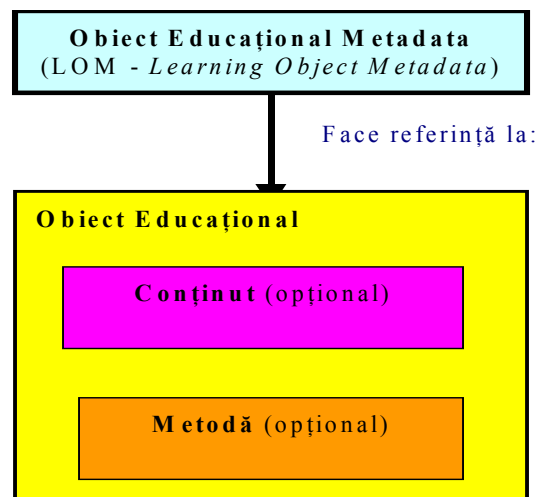 Obiect Educațional Metadata
(LOM - Learning Object Metadata)
Face referință la:
Obiect Educațional
Conținut (opțional)
Metodă (opțional)